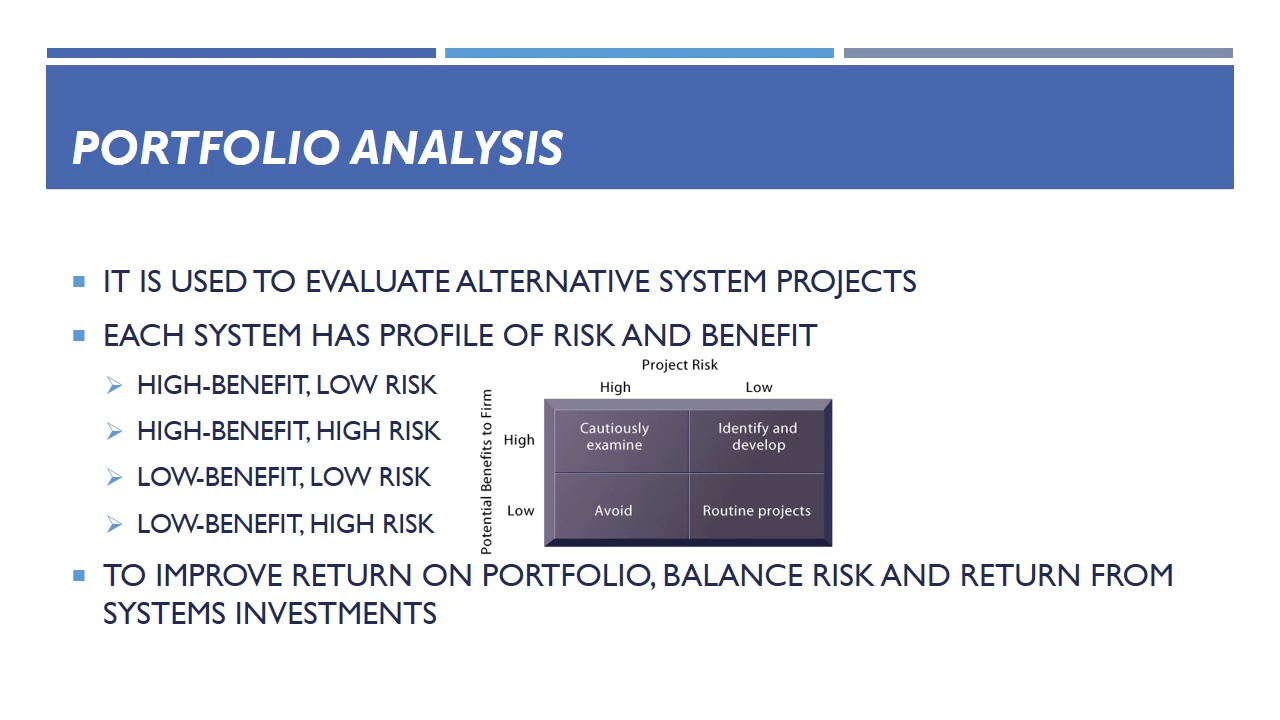 PORTFOLIO ANALYSIS
IT IS USED TO EVALUATE ALTERNATIVE SYSTEM PROJECTS
EACH SYSTEM HAS PROFILE OF RISK AND BENEFIT
HIGH-BENEFIT, LOW RISK
HIGH-BENEFIT, HIGH RISK
LOW-BENEFIT, LOW RISK
LOW-BENEFIT, HIGH RISK
Project Risk
High Low
Potential Benefits to Firm
High
Cautiously
examine
Identify and
develop
Low
Avoid
Routine projects
TO IMPROVE RETURN ON PORTFOLIO, BALANCE RISK AND RETURN FROM
SYSTEMS INVESTMENTS